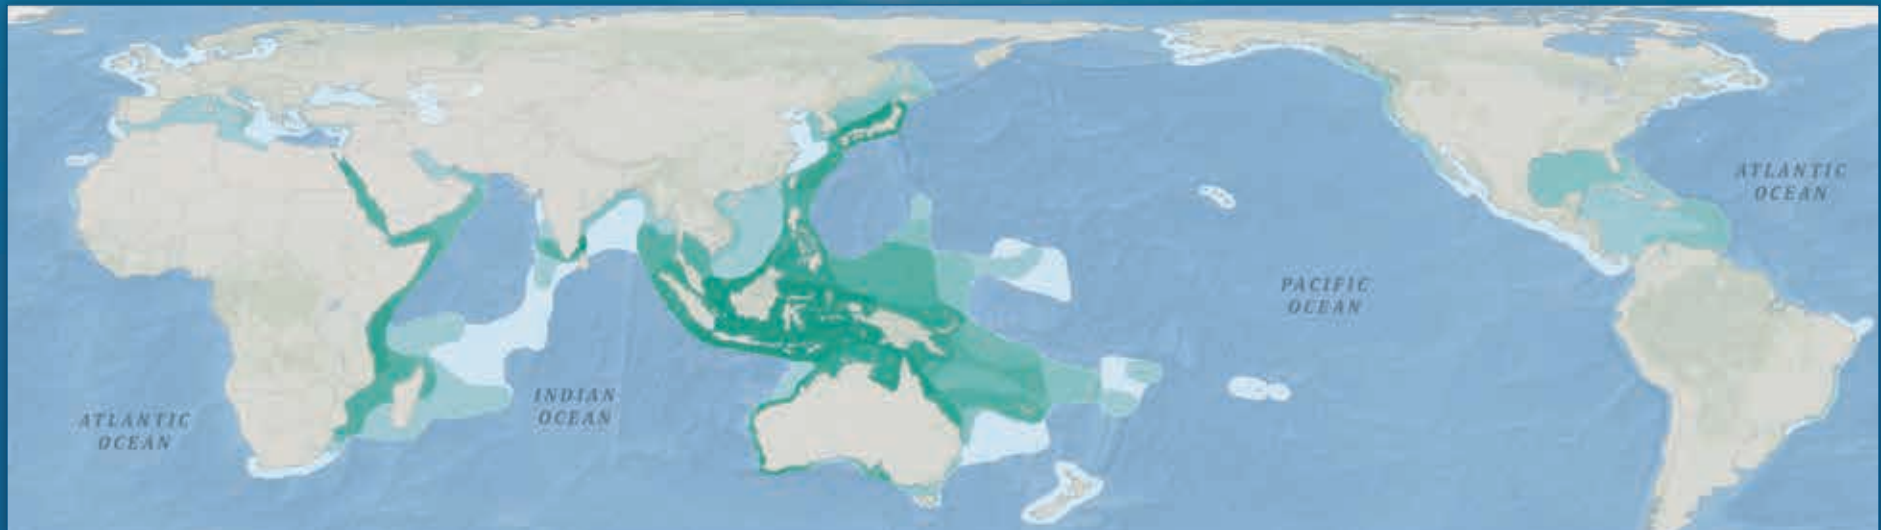 ATLANTIC
OCEAN
PACIFIC
OCEAN
INDIAN
OCEAN
ATLANTIC
OCEAN